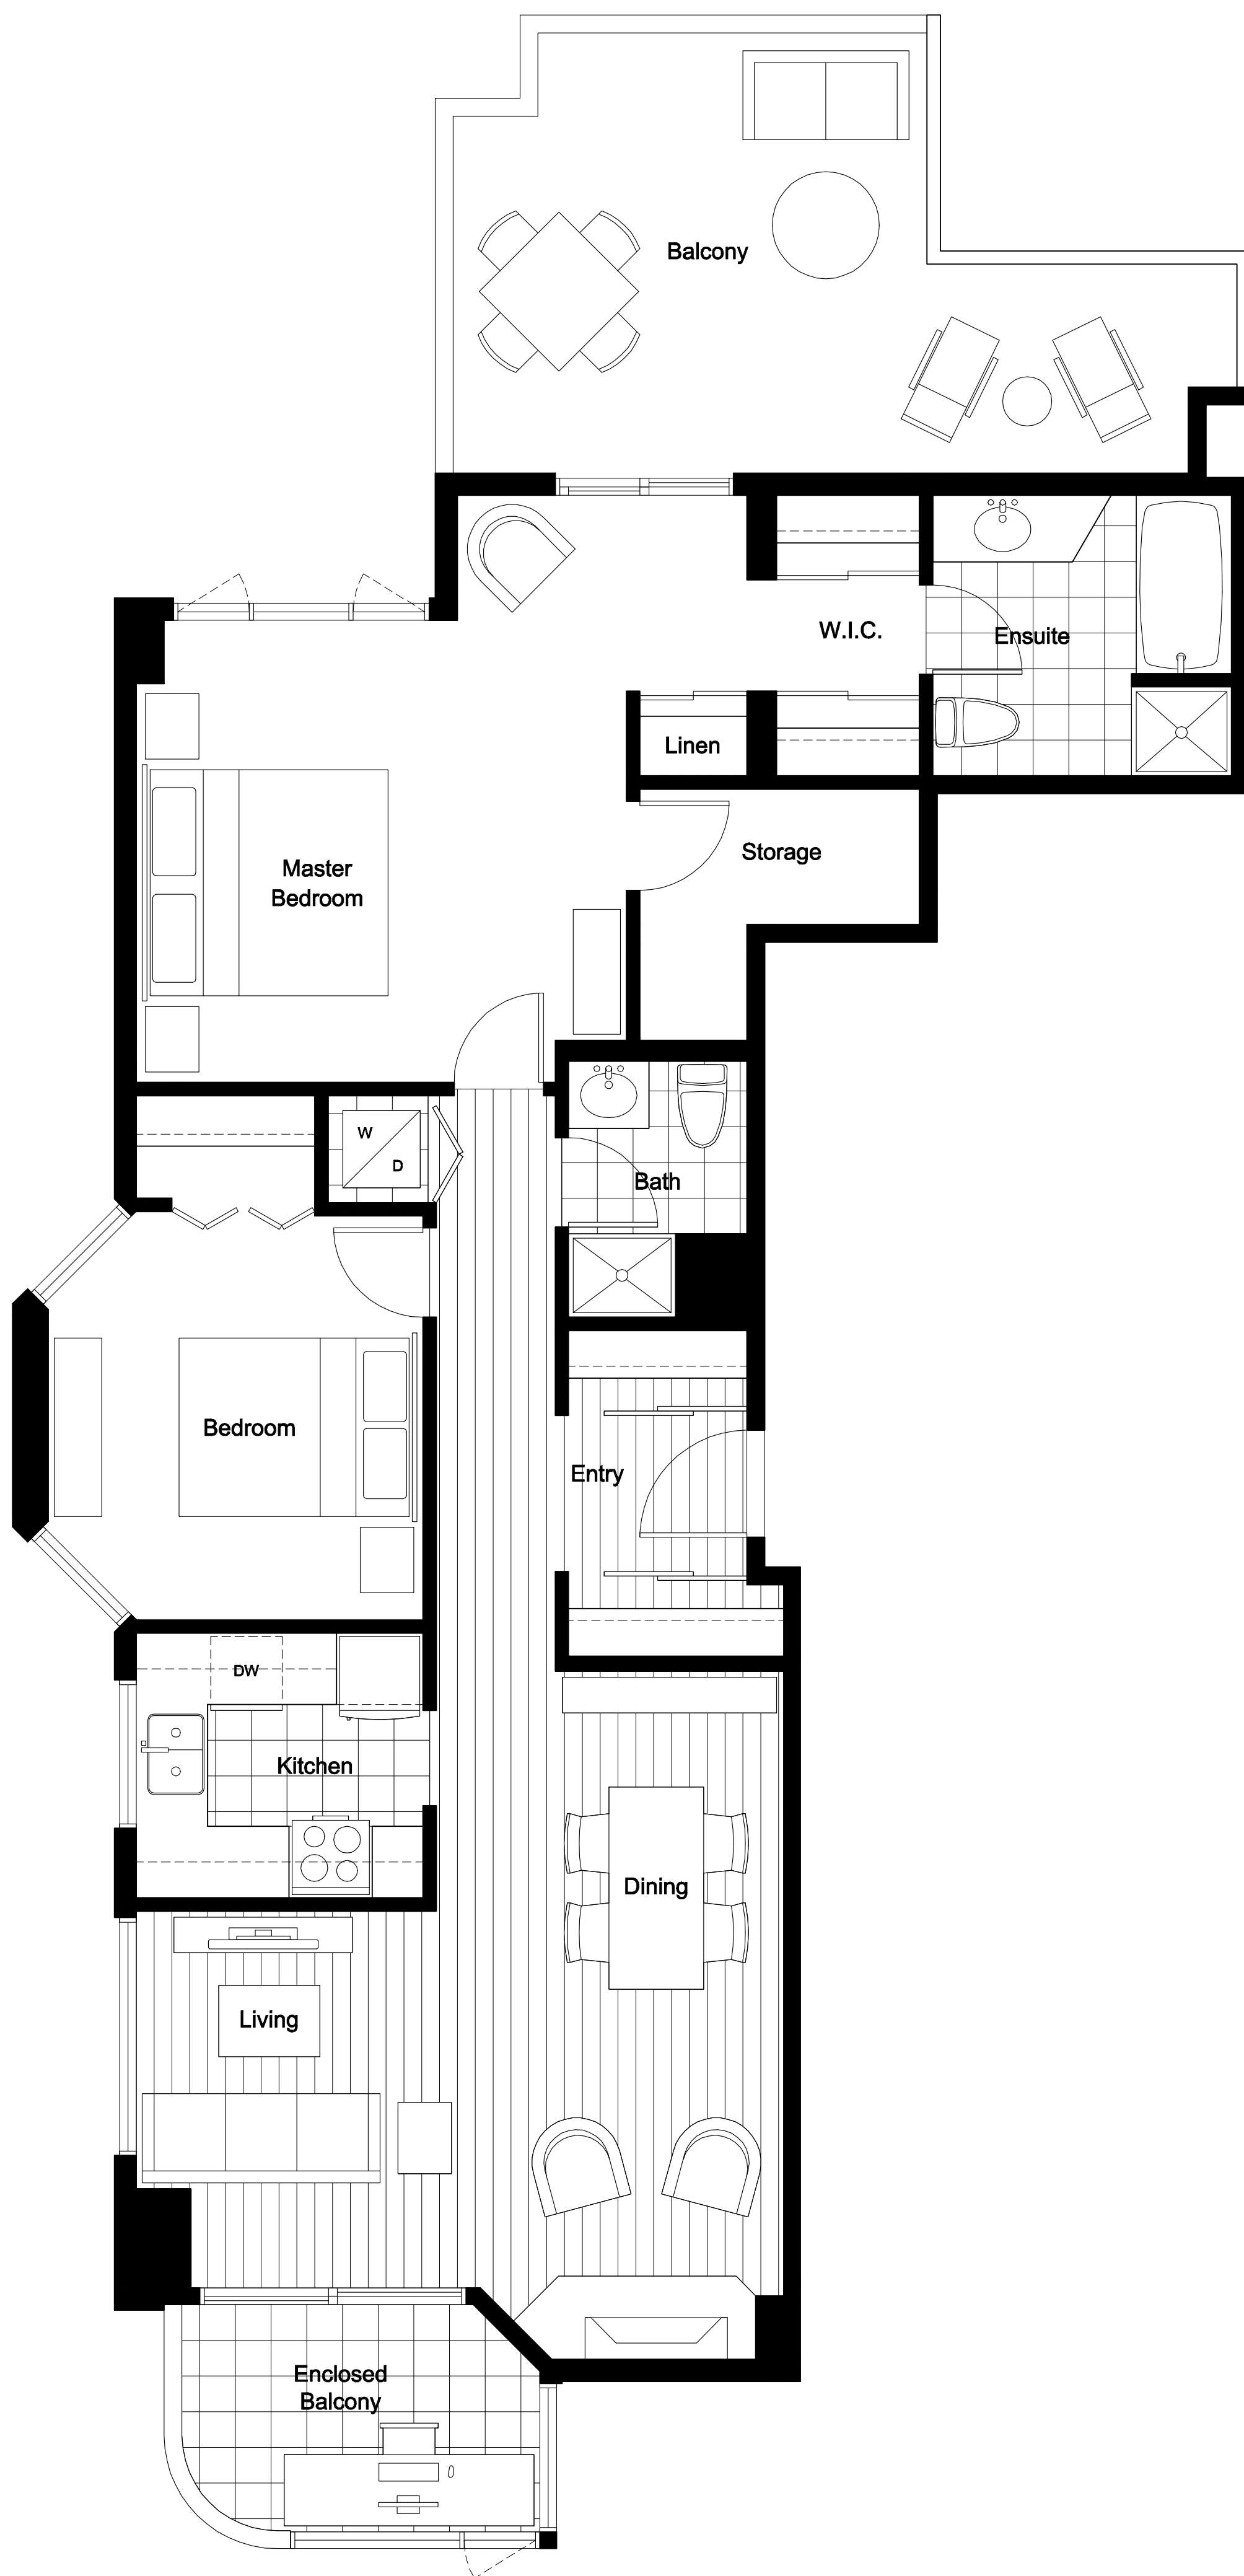 Balcony
W.I.C.
Ensuite
Linen
Storage
Master
Bedroom
W
D
Bath
Bedroom
Entry
DW
Kitchen
Dining
Living
Enclosed
Balcony